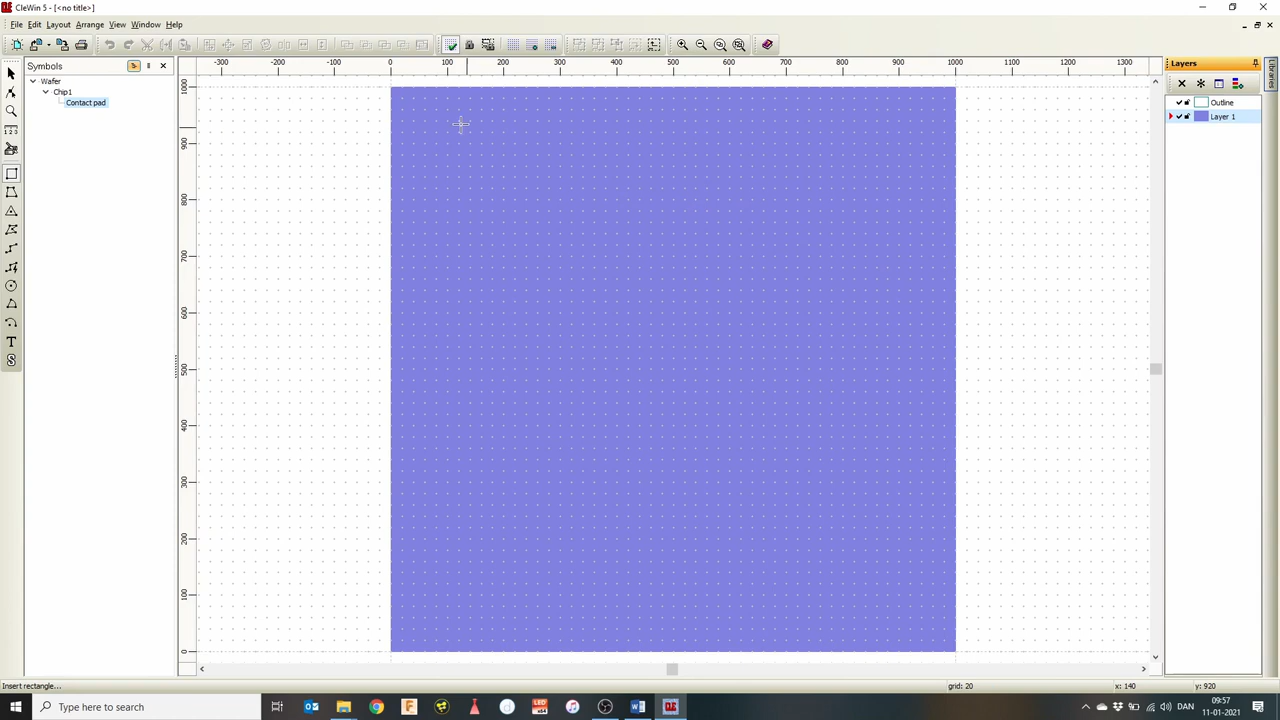 CleWin 5 - [<no title>]
File Edit Layout Arrange View Window Help
Symbols
Wafer
Chip1
Contact pad
-300 -200 -100 0 100 200 300 400 500 600 700 800 900 1000 1100 1200 1300
1000
900
800
700
600
500
400
300
200
100
0
Layers
Outline
Layer 1
Libraries
Insert rectangle...
grid: 20
x: 140
y: 920
Type here to search
DAN
09:57
11-01-2021